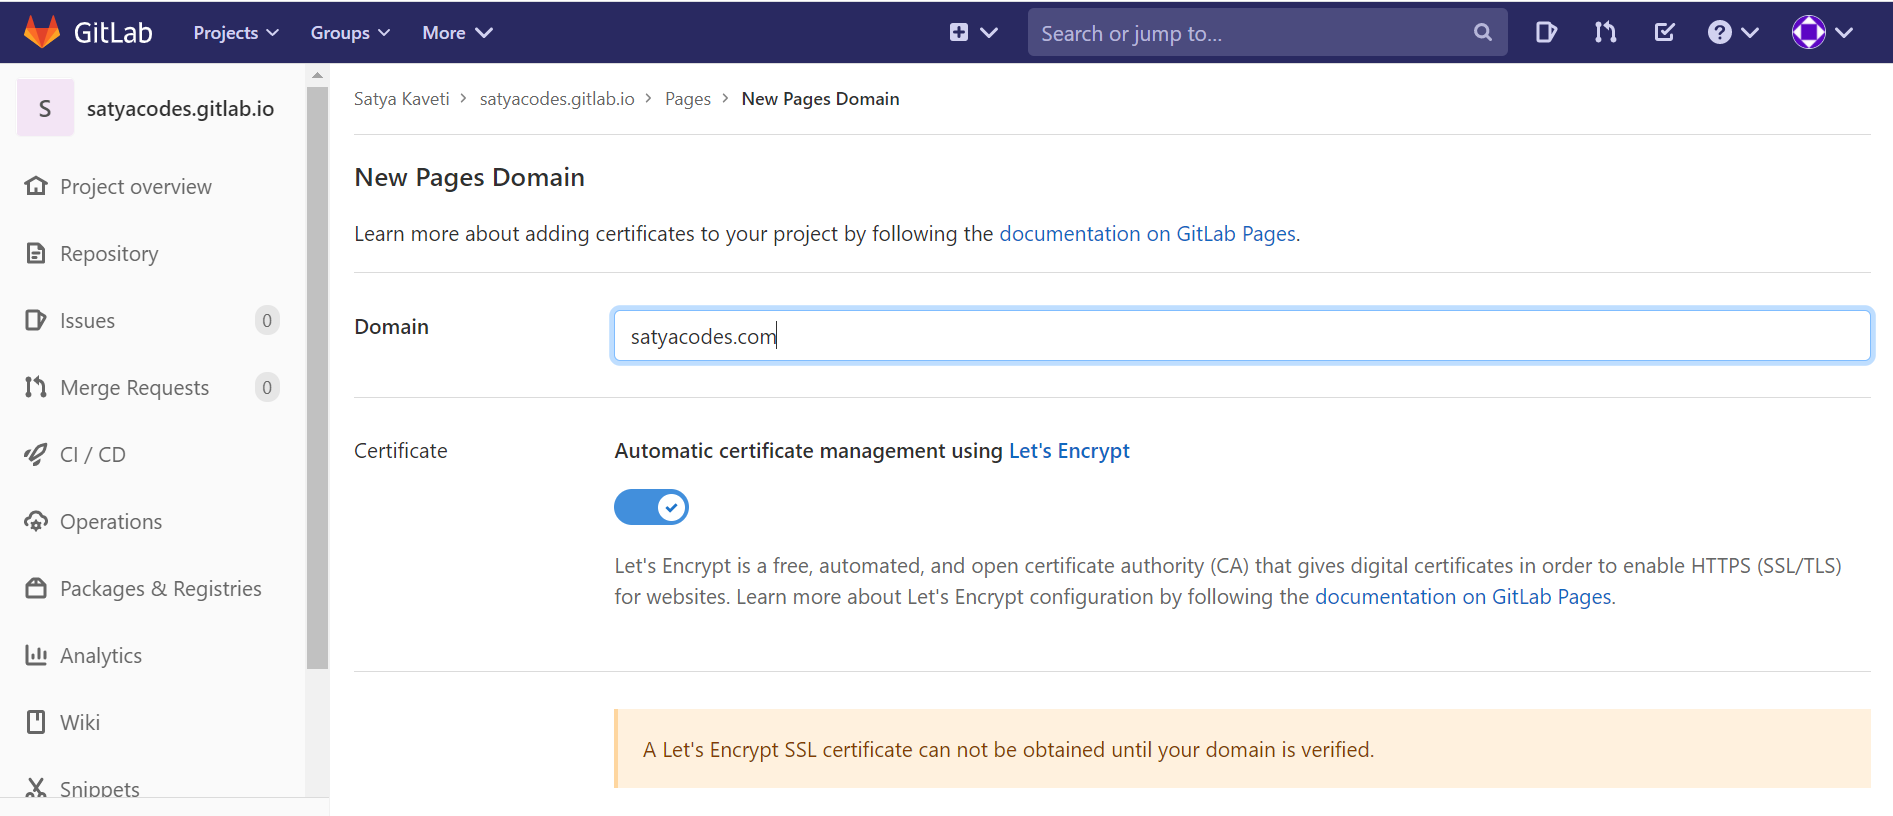 GitLab Projects Groups More Search or jump to...
S satyacodes.gitlab.io
Project overview
Repository
Issues 0
Merge Requests 0
CI / CD
Operations
Packages & Registries
Analytics
Wiki
Snippets
Satya Kaveti > satyacodes.gitlab.io > Pages > New Pages Domain
New Pages Domain
Learn more about adding certificates to your project by following the documentation on GitLab Pages.
Domain satyacodes.com
Certificate Automatic certificate management using Let's Encrypt
Let's Encrypt is a free, automated, and open certificate authority (CA) that gives digital certificates in order to enable HTTPS (SSL/TLS)
for websites. Learn more about Let's Encrypt configuration by following the documentation on GitLab Pages.
A Let's Encrypt SSL certificate can not be obtained until your domain is verified.